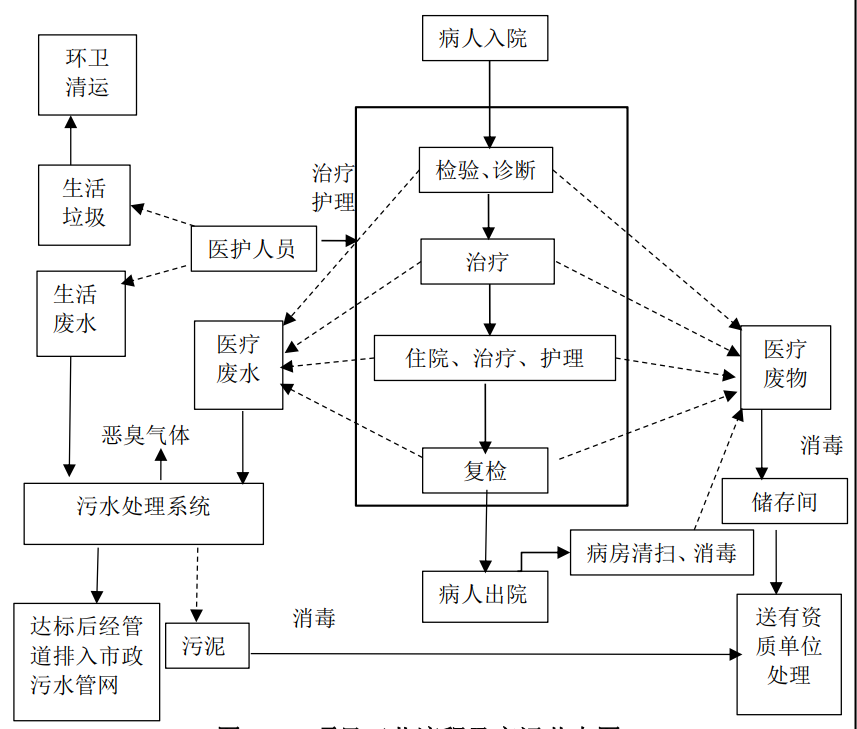 病人入院
环卫
清运
检验、诊断
治疗
护理
生活
垃圾
医护人员
治疗
生活
废水
医疗
废水
住院、治疗、护理
医疗
废物
恶臭气体
消毒
复检
污水处理系统
储存间
病房清扫、消毒
病人出院
达标后经管
道排入市政
污水管网
污泥
消毒
送有资
质单位
处理